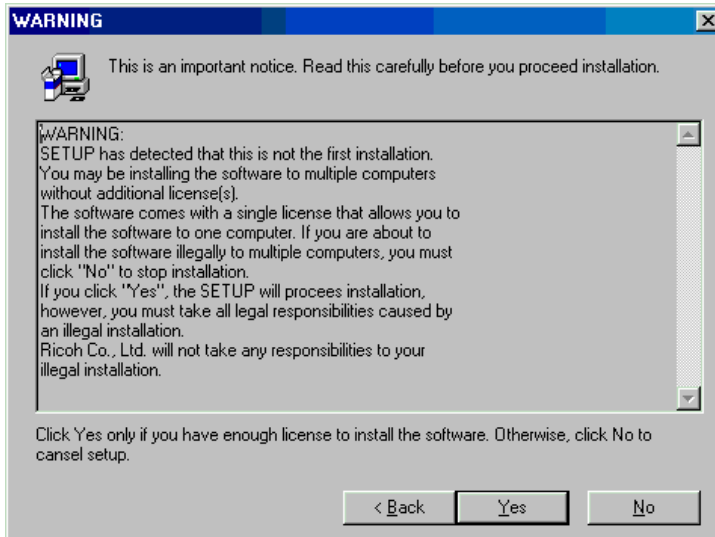 WARNING
This is an important notice. Read this carefully before you proceed installation.
WARNING:
SETUP has detected that this is not the first installation.
You may be installing the software to multiple computers
without additional license(s).
The software comes with a single license that allows you to
install the software to one computer. If you are about to
install the software illegally to multiple computers, you must
click "No" to stop installation.
If you click "Yes", the SETUP will procees installation,
however, you must take all legal responsibilities caused by
an illegal installation.
Ricoh Co., Ltd. will not take any responsibilities to your
illegal installation.
Click Yes only if you have enough license to install the software. Otherwise, click No to
cansel setup.
< Back
Yes
No